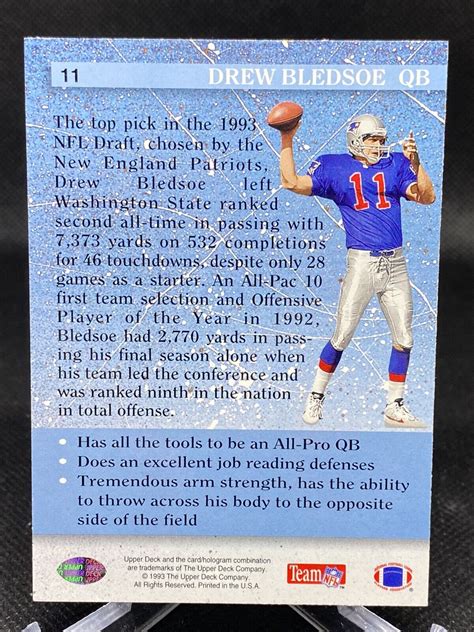 11
DREW BLEDSOE QB
The top pick in the 1993
NFL Draft, chosen by the
New England Patriots,
Drew Bledsoe left
Washington State ranked
second all-time in passing with
7,373 yards on 532 completions
for 46 touchdowns, despite only 28
games as a starter. An All-Pac 10
first team selection and Offensive
Player of the Year in 1992,
Bledsoe had 2,770 yards in pass-
ing his final season alone when
his team led the conference and
was ranked ninth in the nation
in total offense.
11
• Has all the tools to be an All-Pro QB
• Does an excellent job reading defenses
• Tremendous arm strength, has the ability
to throw across his body to the opposite
side of the field
Upper Deck and the card/hologram combination
are trademarks of The Upper Deck Company.
© 1993 The Upper Deck Company.
All Rights Reserved. Printed in the U.S.A.
Team NFL